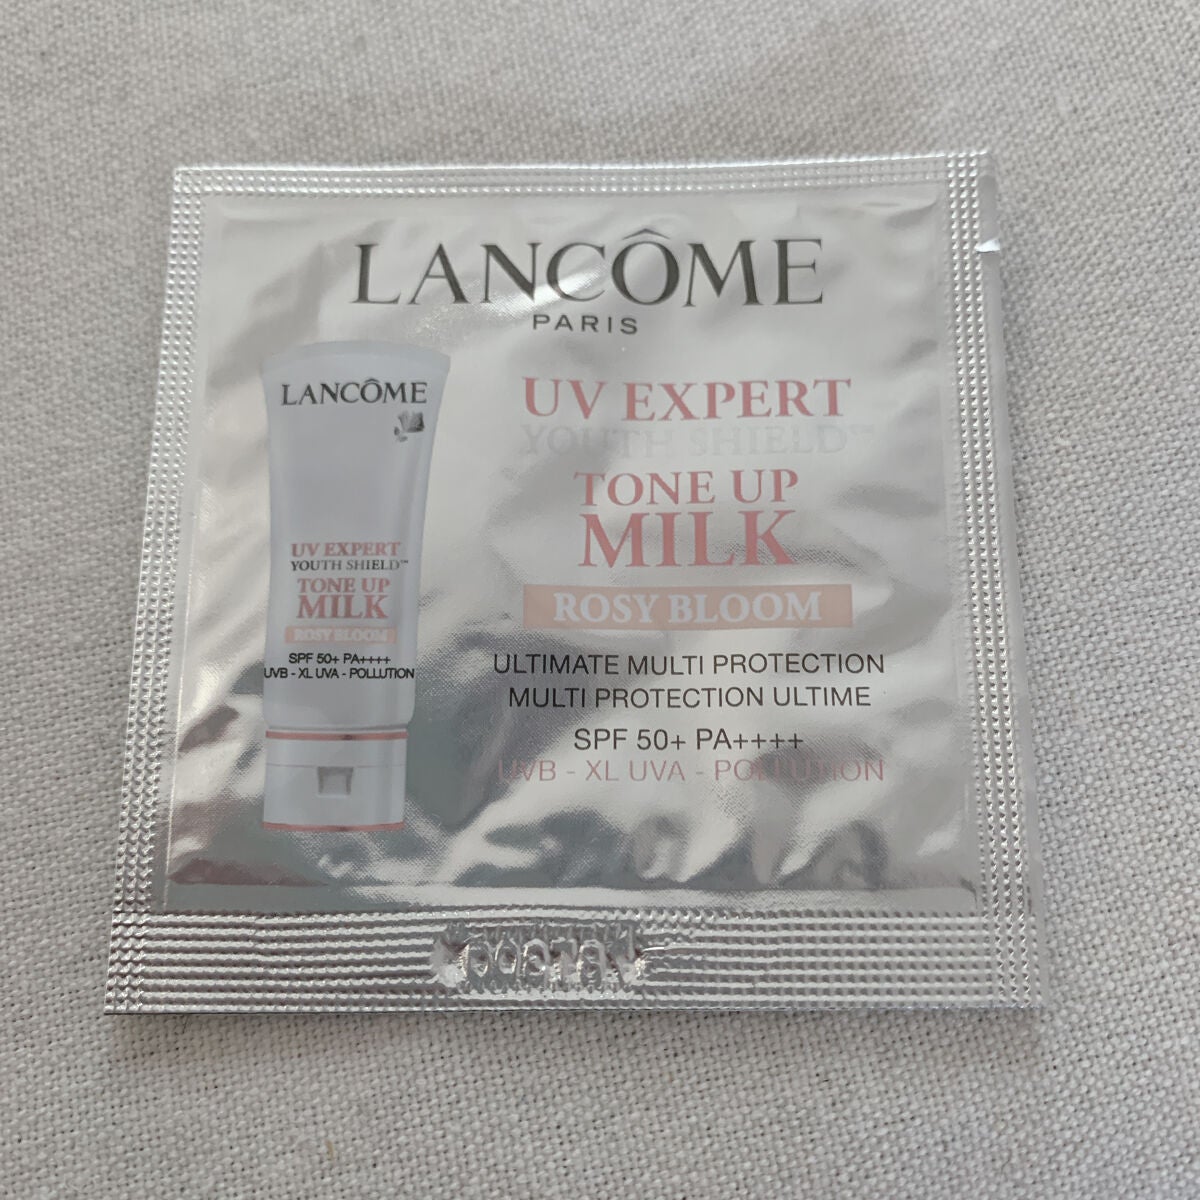 LANCÔME
PARIS
UV EXPERT
YOUTH SHIELD™
TONE UP
MILK
ROSY BLOOM
ULTIMATE MULTI PROTECTION
MULTI PROTECTION ULTIME
SPF 50+ PA++++
UVB - XL UVA - POLLUTION
LANCÔME
UV EXPERT
YOUTH SHIELD™
TONE UP
MILK
ROSY BLOOM
SPF 50+ PA++++
UVB - XL UVA - POLLUTION